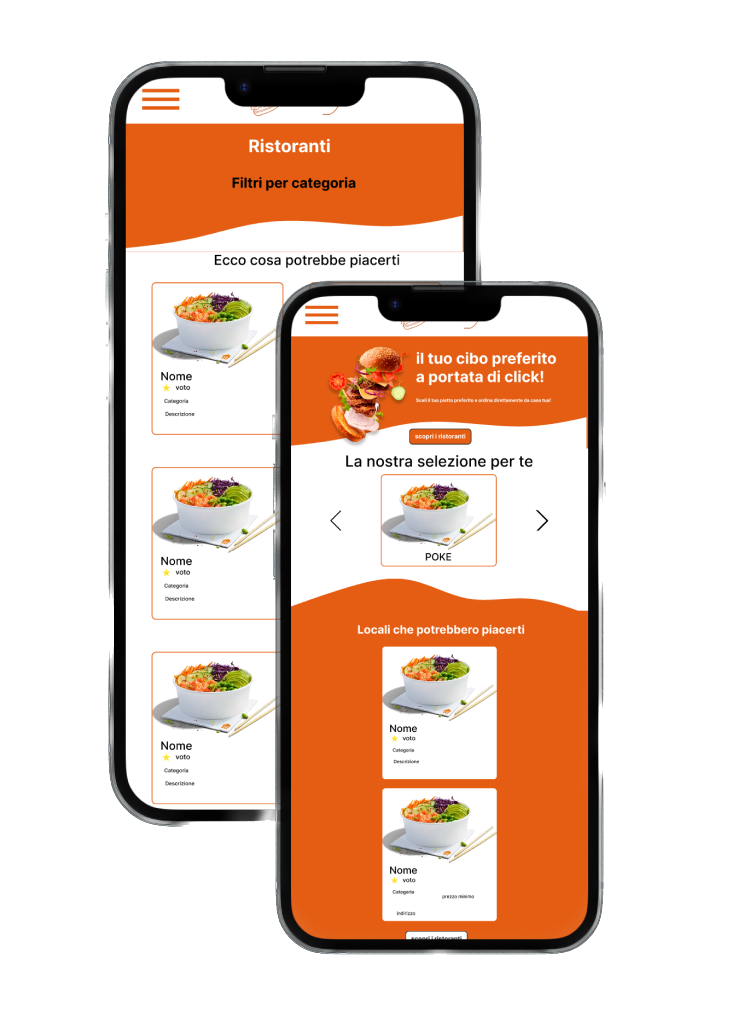 Ristoranti
Filtri per categoria
Ecco cosa potrebbe piacerti
Nome
voto
Categoria
Descrizione
Nome
voto
Categoria
Descrizione
Nome
voto
Categoria
Descrizione
il tuo cibo preferito
a portata di click!
Sceli il tuo piatto preferito e ordina direttamente da casa tua!
scopri i ristoranti
La nostra selezione per te
POKE
Locali che potrebbero piacerti
Nome
voto
Categoria
Descrizione
Nome
voto
Categoria
prezzo minimo
indirizzo
scopri i ristoranti